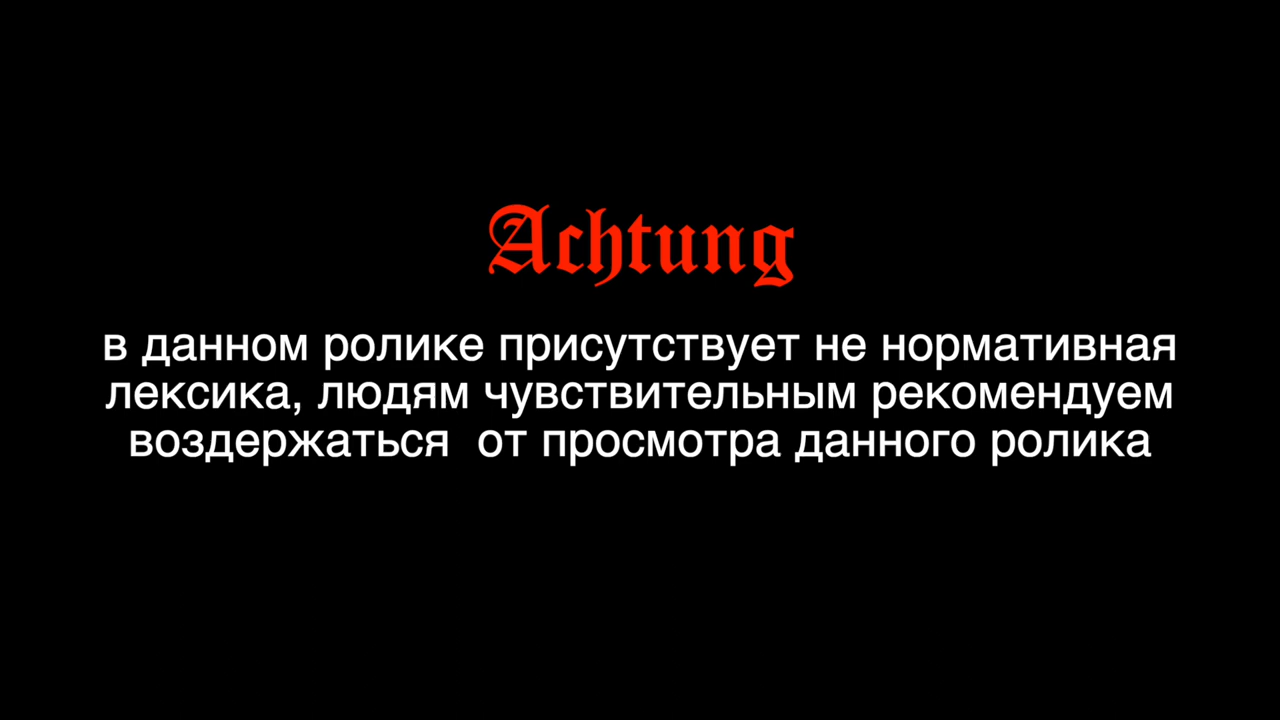 Achtung
в данном ролике присутствует не нормативная
лексика, людям чувствительным рекомендуем
воздержаться  от просмотра данного ролика